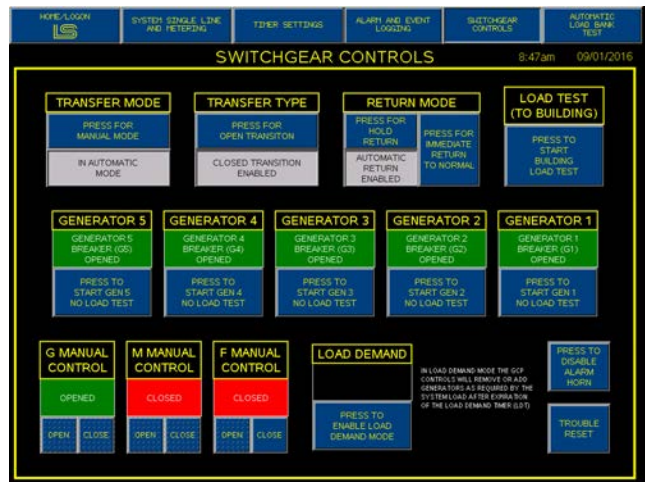 HOME/LOGON
LS
SYSTEM SINGLE LINE
AND METERING
TIMER SETTINGS
ALARM AND EVENT
LOGGING
SWITCHGEAR
CONTROLS
AUTOMATIC
LOAD BANK
TEST
SWITCHGEAR CONTROLS
8:47am 09/01/2016
TRANSFER MODE
PRESS FOR
MANUAL MODE
IN AUTOMATIC
MODE
TRANSFER TYPE
PRESS FOR
OPEN TRANSITON
CLOSED TRANSITION
ENABLED
RETURN MODE
PRESS FOR
HOLD
RETURN
AUTOMATIC
RETURN
ENABLED
PRESS FOR
IMMEDIATE
RETURN
TO NORMAL
LOAD TEST
(TO BUILDING)
PRESS TO
START
BUILDING
LOAD TEST
GENERATOR 5
GENERATOR 5
BREAKER (G5)
OPENED
PRESS TO
START GEN 5
NO LOAD TEST
GENERATOR 4
GENERATOR 4
BREAKER (G4)
OPENED
PRESS TO
START GEN 4
NO LOAD TEST
GENERATOR 3
GENERATOR 3
BREAKER (G3)
OPENED
PRESS TO
START GEN 3
NO LOAD TEST
GENERATOR 2
GENERATOR 2
BREAKER (G2)
OPENED
PRESS TO
START GEN 2
NO LOAD TEST
GENERATOR 1
GENERATOR 1
BREAKER (G1)
OPENED
PRESS TO
START GEN 1
NO LOAD TEST
G MANUAL
CONTROL
OPENED
OPEN CLOSE
M MANUAL
CONTROL
CLOSED
OPEN CLOSE
F MANUAL
CONTROL
CLOSED
OPEN CLOSE
LOAD DEMAND
PRESS TO
ENABLE LOAD
DEMAND MODE
IN LOAD DEMAND MODE THE GCP
CONTROLS WILL REMOVE OR ADD
GENERATORS AS REQUIRED BY THE
SYSTEM LOAD AFTER EXPIRATION
OF THE LOAD DEMAND TIMER (LDT)
PRESS TO
DISABLE
ALARM
HORN
TROUBLE
RESET